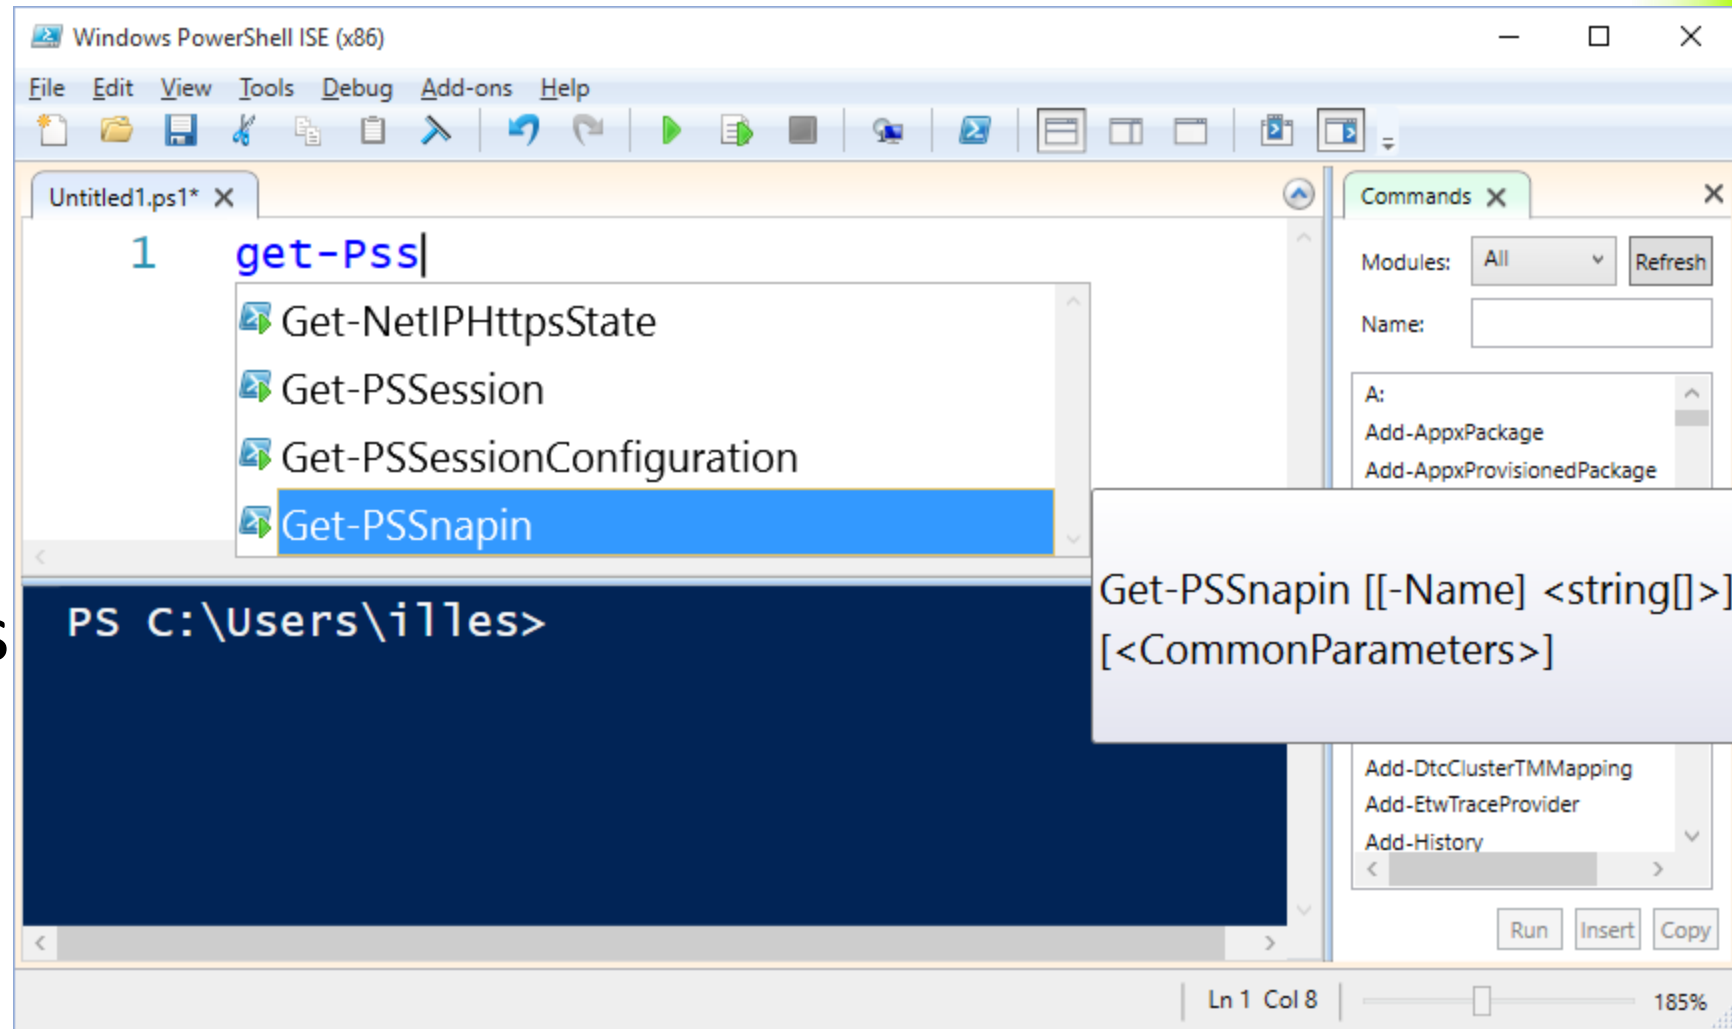 Windows PowerShell ISE (x86)
File Edit View Tools Debug Add-ons Help
Untitled1.ps1*
1 get-Pss
Get-NetIPHttpsState
Get-PSSession
Get-PSSessionConfiguration
Get-PSSnapin
Get-PSSnapin [[-Name] <string[]>]
[<CommonParameters>]
s
PS C:\Users\illes>
Commands
Modules: All Refresh
Name:
A:
Add-AppxPackage
Add-AppxProvisionedPackage
Add-DtcClusterTMMapping
Add-EtwTraceProvider
Add-History
Run Insert Copy
Ln 1 Col 8 185%